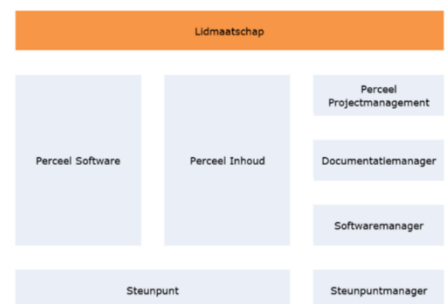 Lidmaatschap
Perceel Software
Perceel Inhoud
Perceel
Projectmanagement
Documentatiemanager
Softwaremanager
Steunpunt
Steunpuntmanager